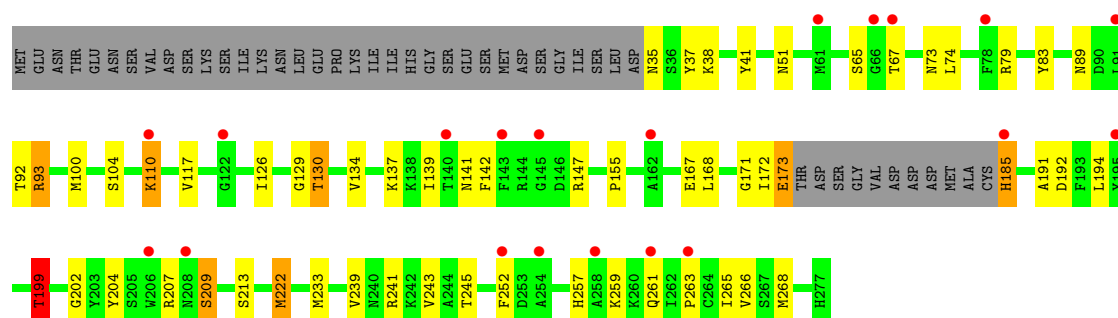 MET GLU ASN THR GLU ASN SER VAL ASP SER LYS SER ILE LYS ASN LEU GLU PRO LYS ILE ILE HIS GLY SER GLU SER MET ASP SER GLY ILE SER LEU ASP N35 S36 Y37 K38 Y41 N51 M61 S65 G66 T67 N73 L74 F78 R79 Y83 N89 D90 L91
T92 R93 M100 S104 K110 V117 G122 I126 G129 T130 V134 K137 K138 I139 T140 N141 F142 F143 R144 G145 D146 R147 P155 A162 E167 L168 G171 I172 E173 THR ASP SER GLY VAL ASP ASP ASP MET ALA CYS H185 A191 D192 F193 L194 Y195
T199 G202 Y203 Y204 S205 W206 R207 N208 S209 S213 M222 M233 V239 N240 R241 K242 V243 A244 T245 F252 D253 A254 H257 A258 K259 K260 Q261 I262 P263 C264 I265 V266 S267 M268 H277